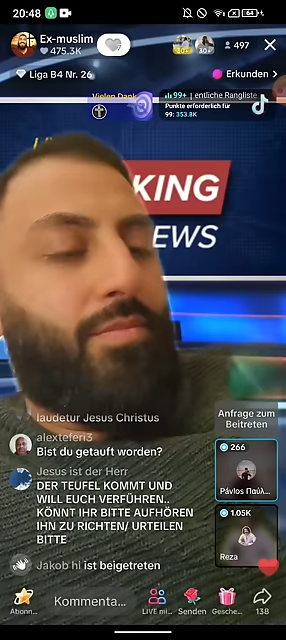 20:48
Ex-muslim
475.3K
30+
30+
497
Liga B4 Nr. 26
Erkunden >
Vielen Dank
99+ | entliche Rangliste
Punkte erforderlich für
99: 353.8K
KING
EWS
laudetur Jesus Christus
alexteferi3
Bist du getauft worden?
Jesus ist der Herr
DER TEUFEL KOMMT UND
WILL EUCH VERFÜHREN..
KÖNNT IHR BITTE AUFHÖREN
IHN ZU RICHTEN/ URTEILEN
BITTE
Jakob hi ist beigetreten
Anfrage zum
Beitreten
266
Pávlos Παύλ...
1.05K
Reza
Kommenta...
Abonn...
LIVE mi...
Senden
Gesche...
138